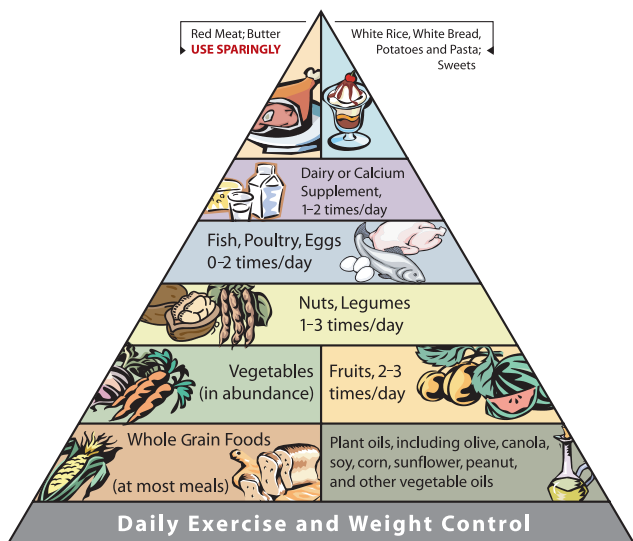 Red Meat; Butter
USE SPARINGLY
White Rice, White Bread,
Potatoes and Pasta;
Sweets
Dairy or Calcium
Supplement,
1–2 times/day
Fish, Poultry, Eggs
0–2 times/day
Nuts, Legumes
1–3 times/day
Vegetables
(in abundance)
Fruits, 2–3
times/day
Whole Grain Foods
(at most meals)
Plant oils, including olive, canola,
soy, corn, sunflower, peanut,
and other vegetable oils
Daily Exercise and Weight Control